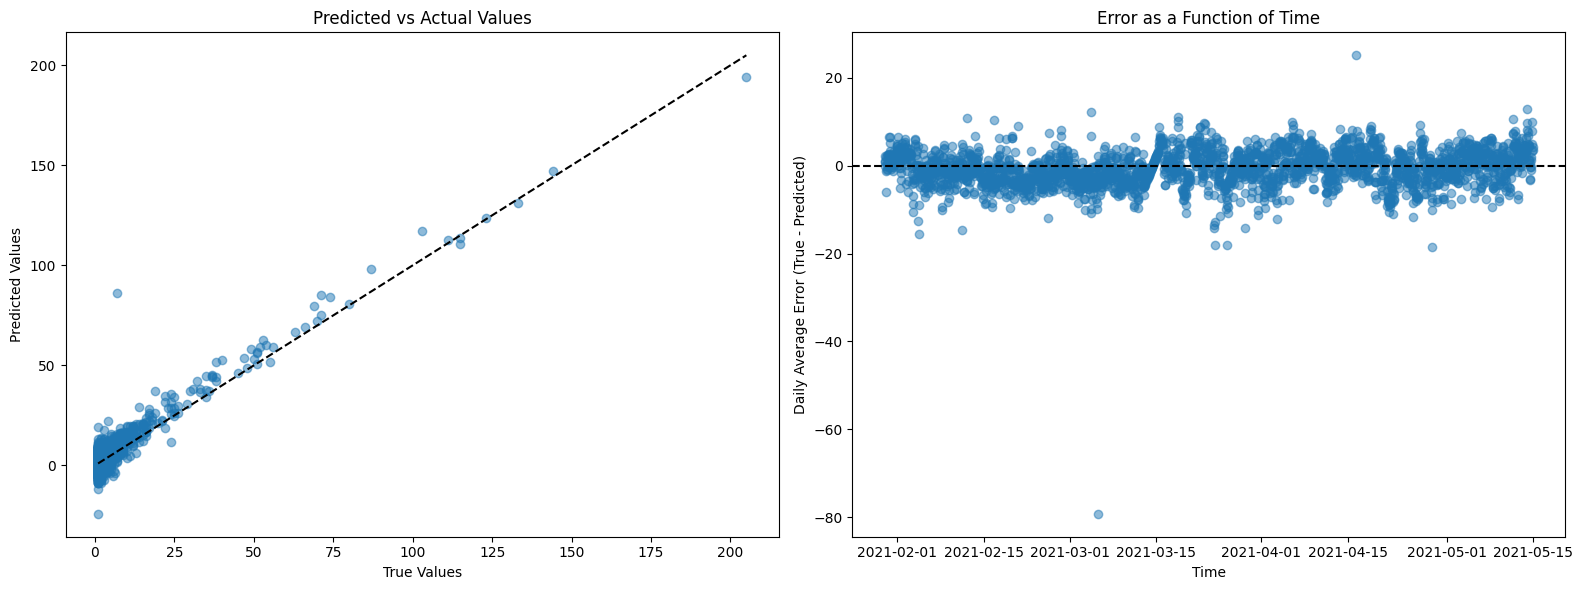 Predicted vs Actual Values
Predicted Values
200
150
100
50
0
0 25 50 75 100 125 150 175 200
True Values
Error as a Function of Time
Daily Average Error (True - Predicted)
20
0
−20
−40
−60
−80
2021-02-01 2021-02-15 2021-03-01 2021-03-15 2021-04-01 2021-04-15 2021-05-01 2021-05-15
Time